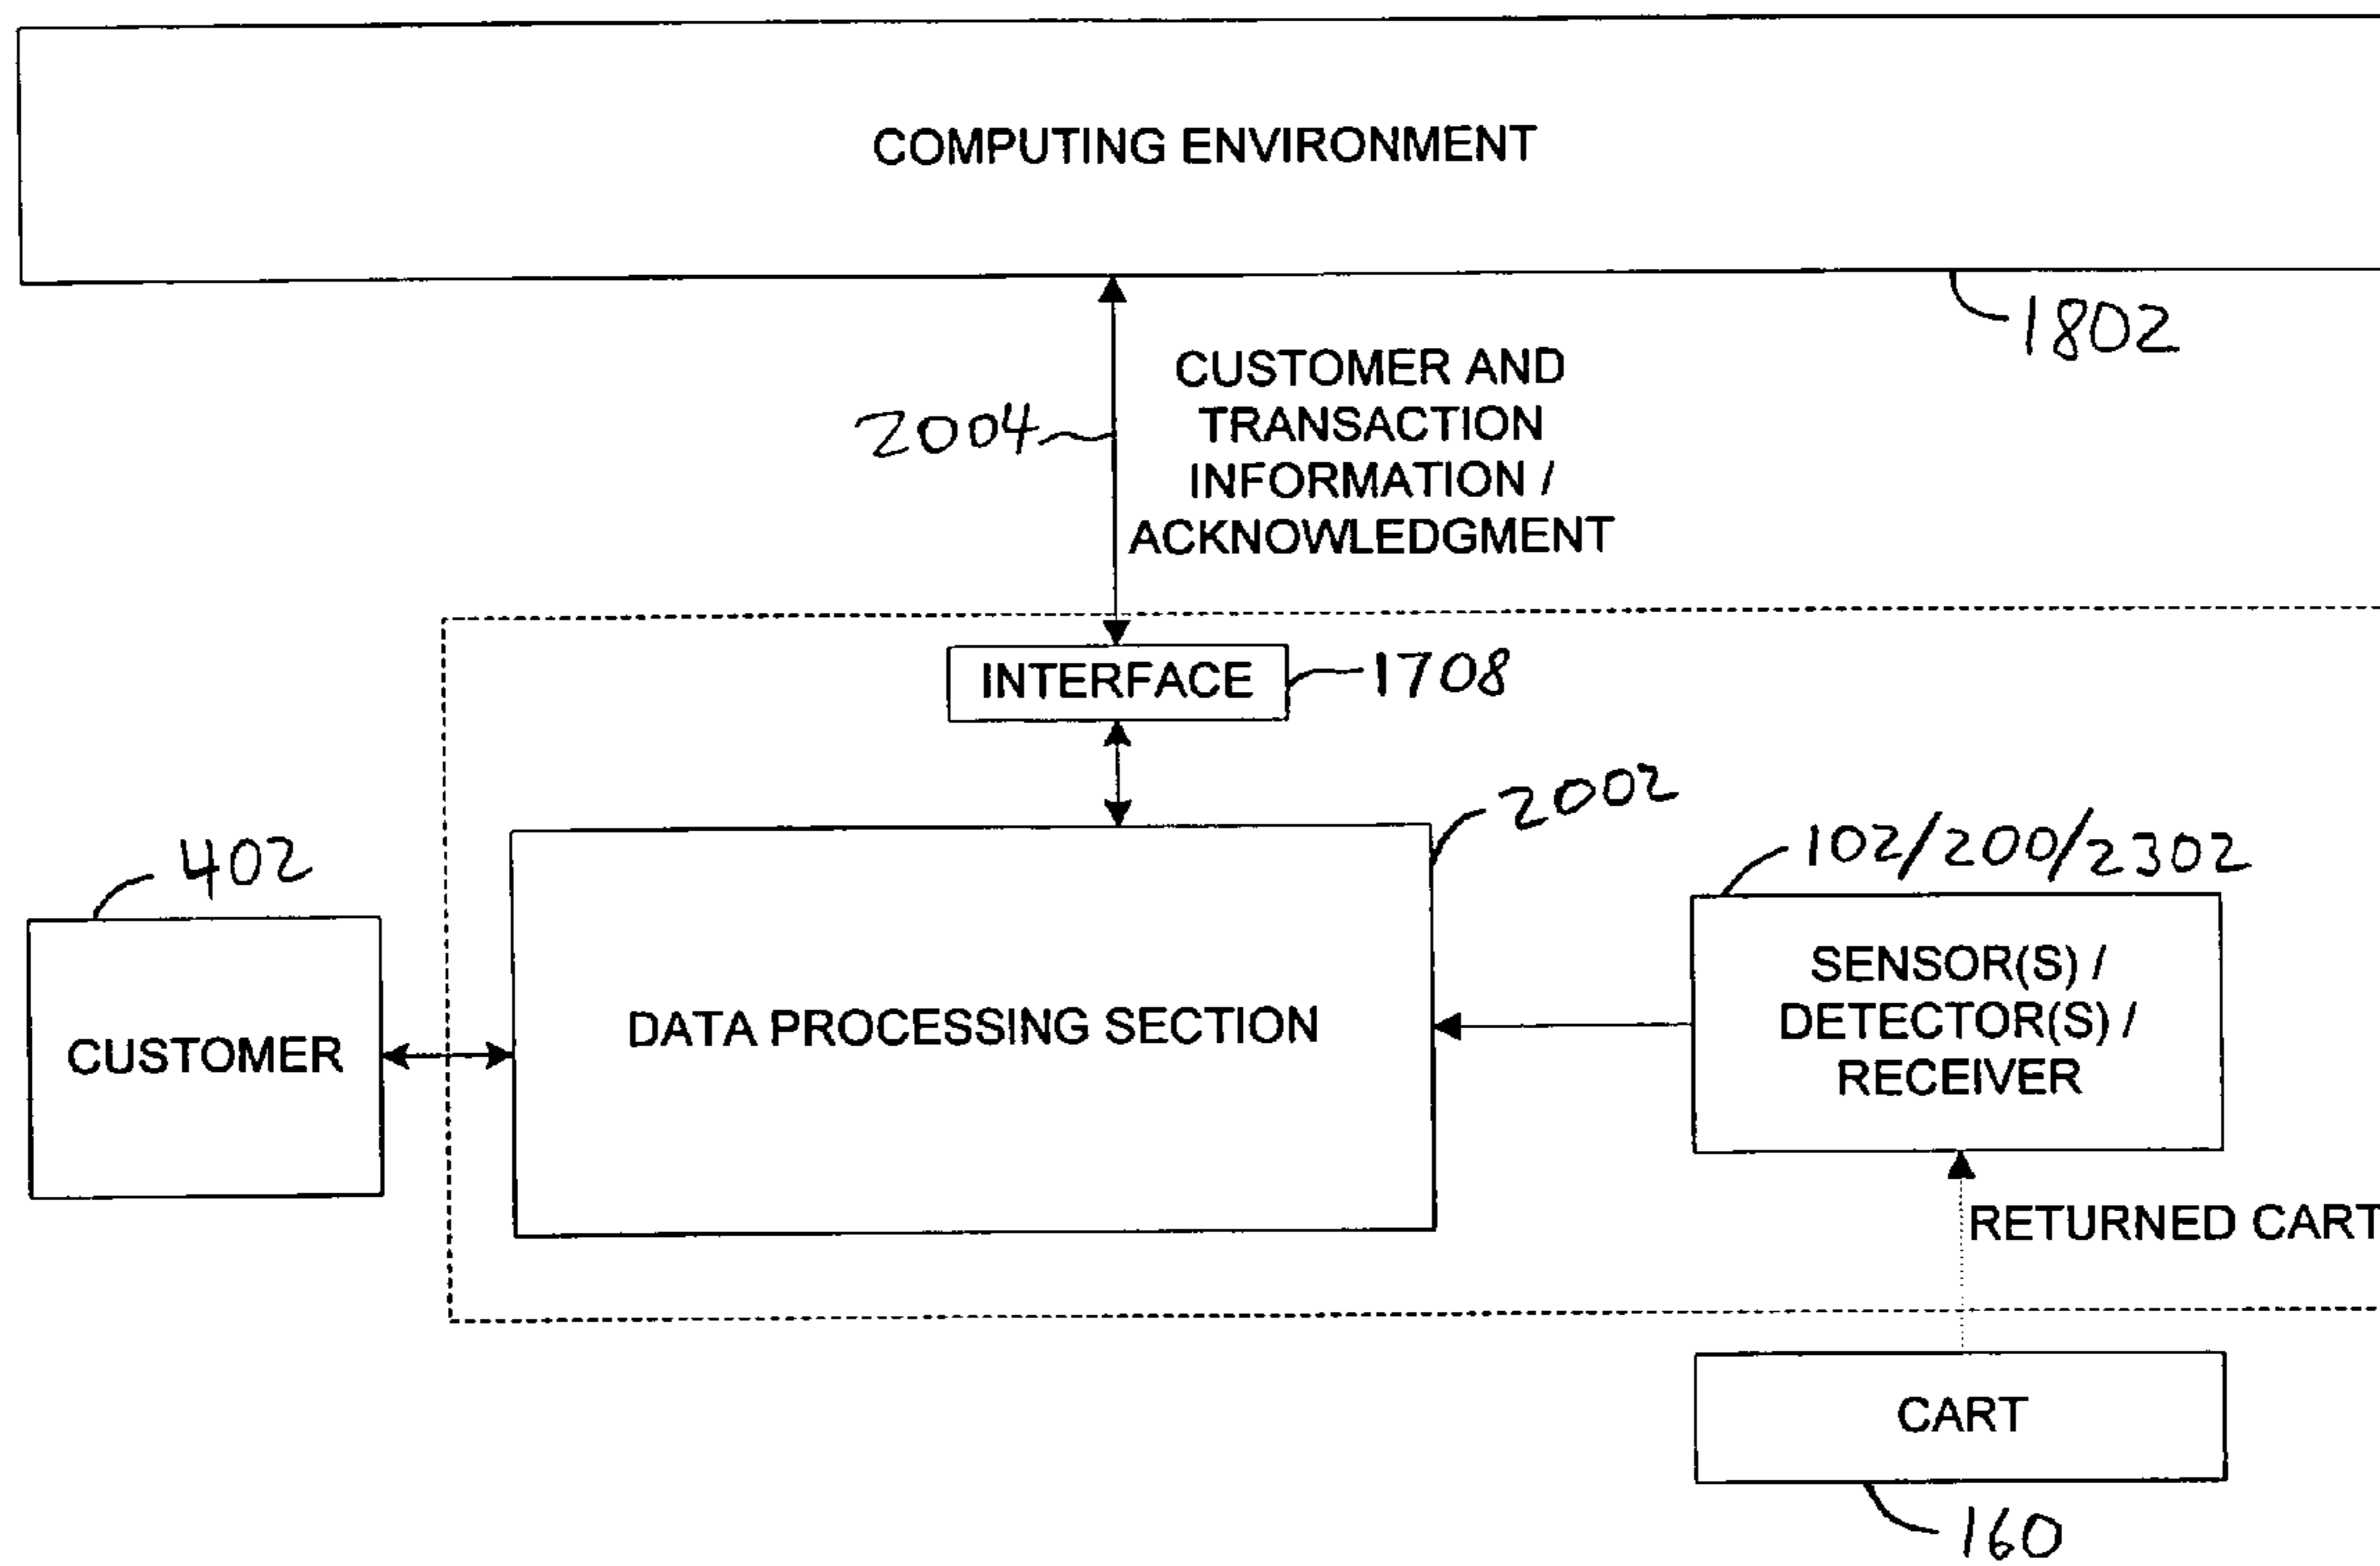 COMPUTING ENVIRONMENT
1802
CUSTOMER AND
TRANSACTION
INFORMATION /
ACKNOWLEDGMENT
2004
INTERFACE
1708
2002
402
102/200/2302
CUSTOMER
DATA PROCESSING SECTION
SENSOR(S) /
DETECTOR(S) /
RECEIVER
RETURNED CART
CART
160